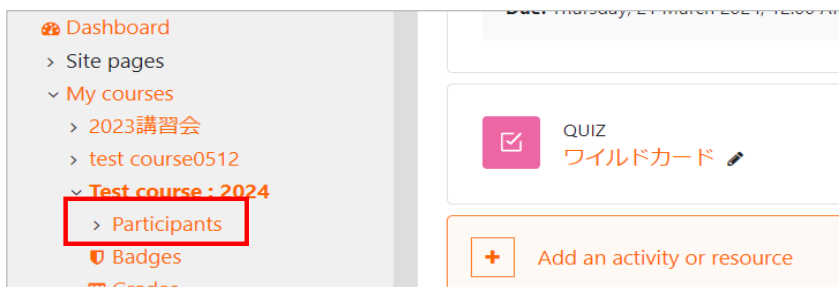 Dashboard
Site pages
My courses
2023講習会
test course0512
Test course : 2024
Participants
Badges
Grades
QUIZ
ワイルドカード
Add an activity or resource